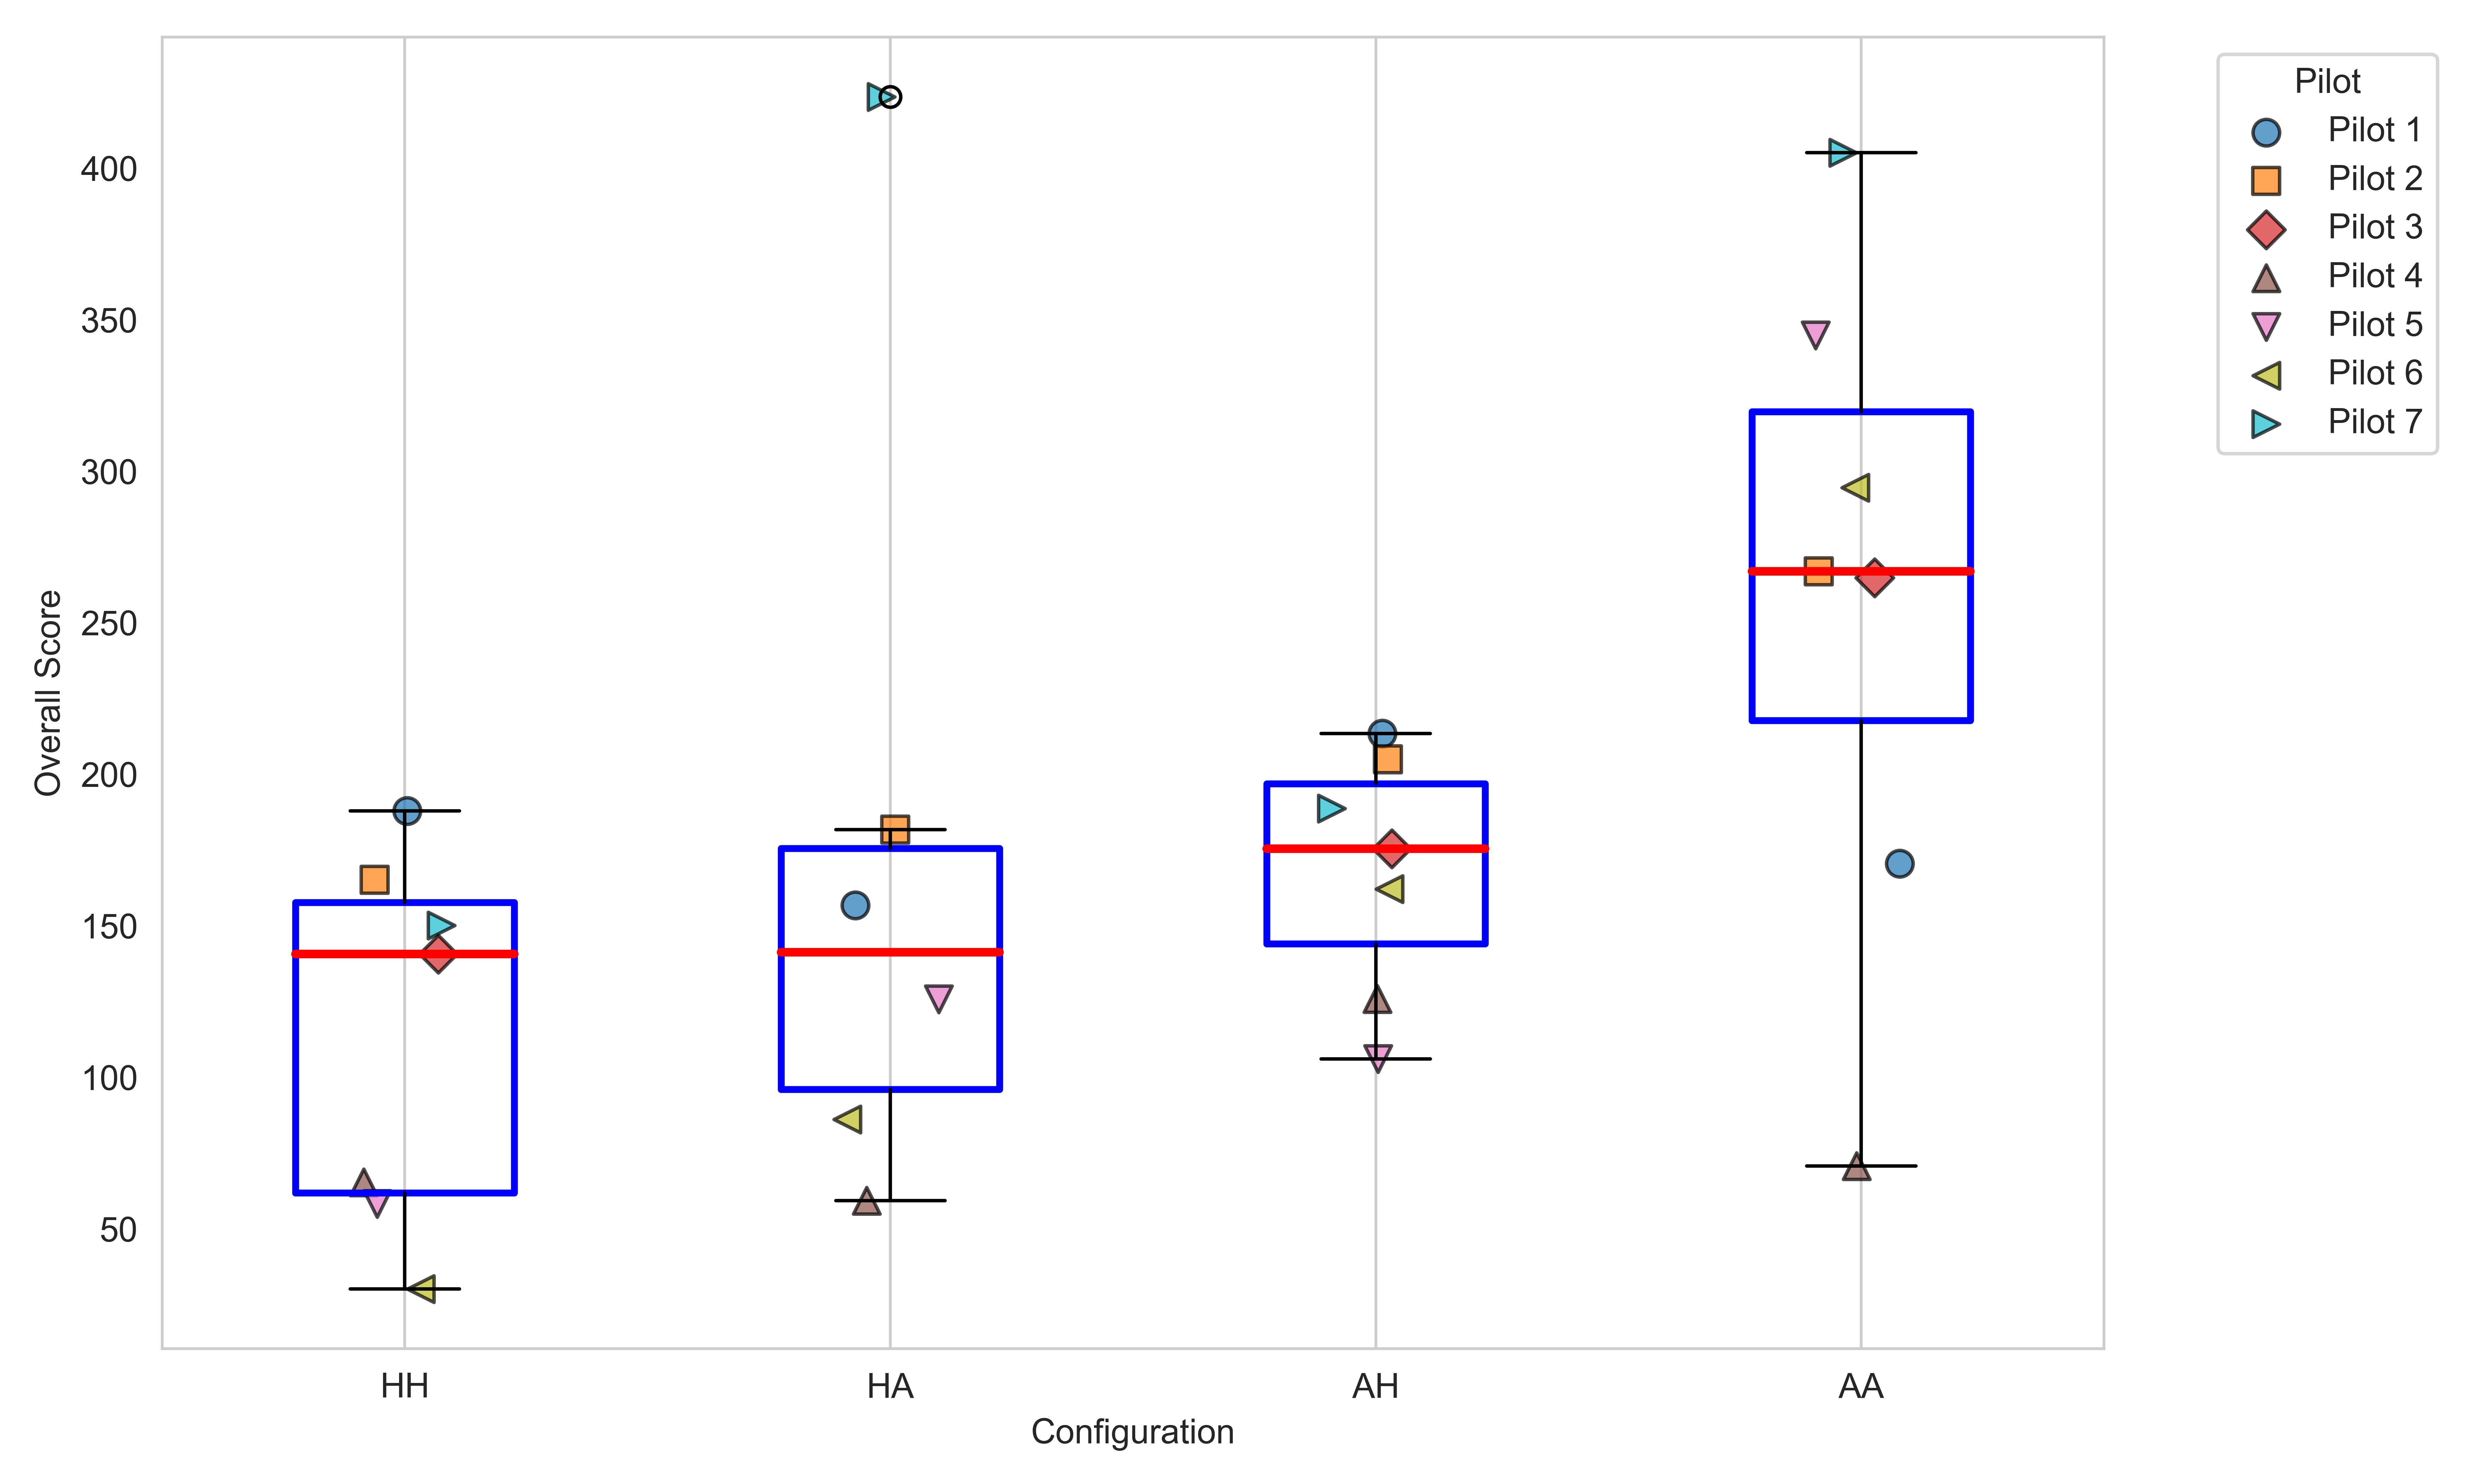 Pilot
Pilot 1
Pilot 2
Pilot 3
Pilot 4
Pilot 5
Pilot 6
Pilot 7
Overall Score
400
350
300
250
200
150
100
50
HH HA AH AA
Configuration